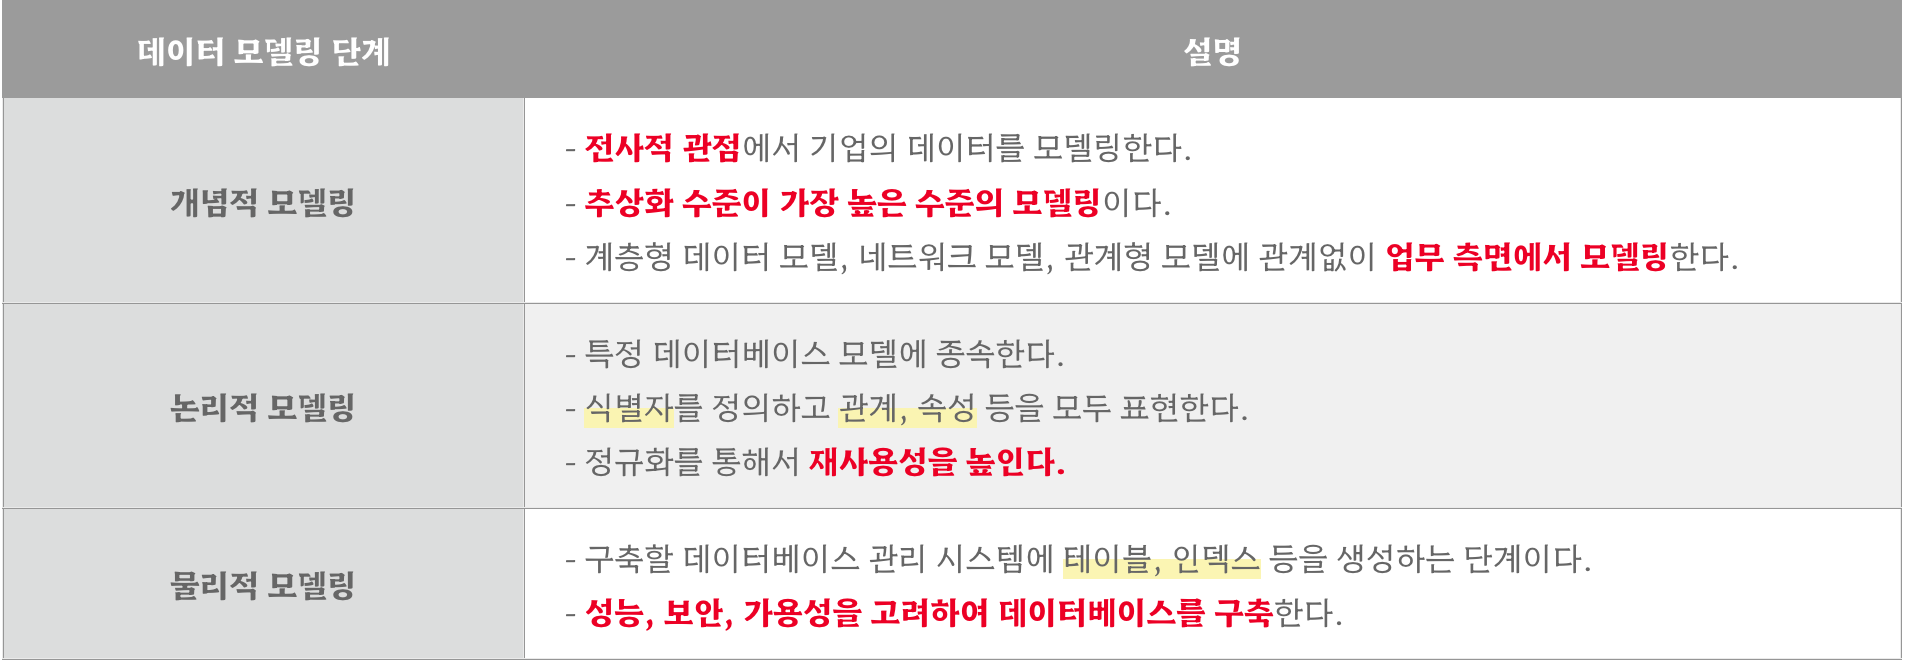 데이터 모델링 단계
설명
개념적 모델링
- 전사적 관점에서 기업의 데이터를 모델링한다.
- 추상화 수준이 가장 높은 수준의 모델링이다.
- 계층형 데이터 모델, 네트워크 모델, 관계형 모델에 관계없이 업무 측면에서 모델링한다.
논리적 모델링
- 특정 데이터베이스 모델에 종속한다.
- 식별자를 정의하고 관계, 속성 등을 모두 표현한다.
- 정규화를 통해서 재사용성을 높인다.
물리적 모델링
- 구축할 데이터베이스 관리 시스템에 테이블, 인덱스 등을 생성하는 단계이다.
- 성능, 보안, 가용성을 고려하여 데이터베이스를 구축한다.